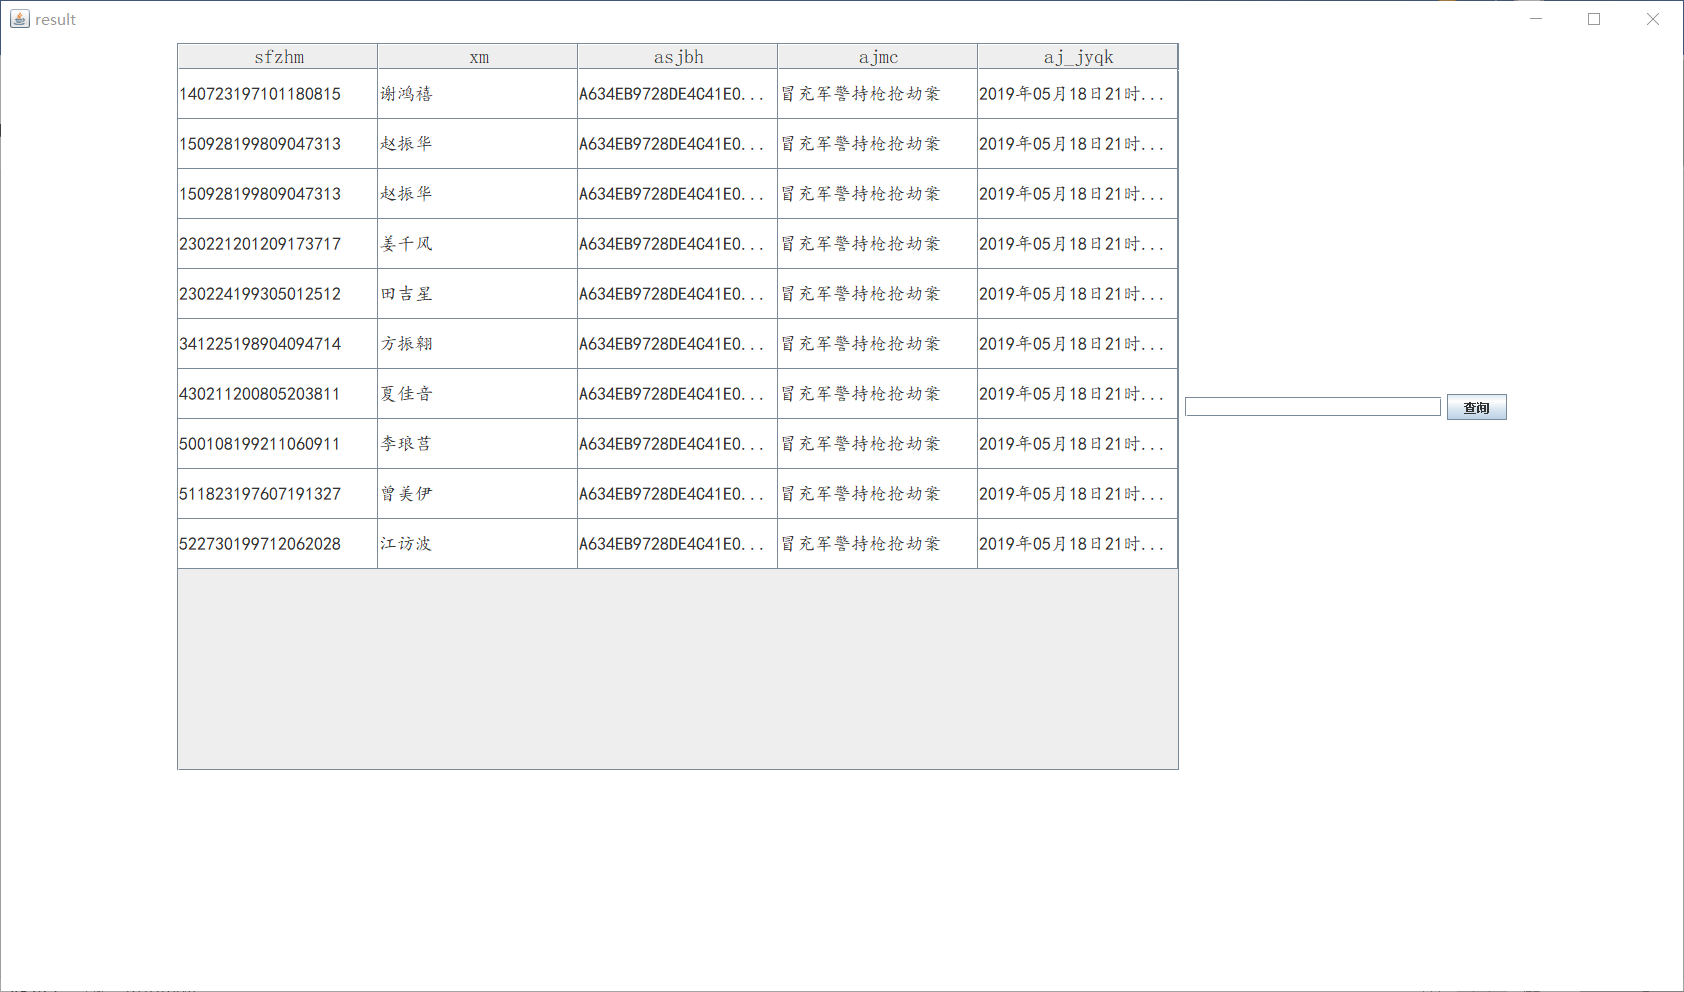 result
sfzhm xm asjbh ajmc aj_jyqk
140723197101180815 谢鸿禧 A634EB9728DE4C41E0... 冒充军警持枪抢劫案 2019年05月18日21时...
150928199809047313 赵振华 A634EB9728DE4C41E0... 冒充军警持枪抢劫案 2019年05月18日21时...
150928199809047313 赵振华 A634EB9728DE4C41E0... 冒充军警持枪抢劫案 2019年05月18日21时...
230221201209173717 姜千风 A634EB9728DE4C41E0... 冒充军警持枪抢劫案 2019年05月18日21时...
230224199305012512 田吉星 A634EB9728DE4C41E0... 冒充军警持枪抢劫案 2019年05月18日21时...
341225198904094714 方振翱 A634EB9728DE4C41E0... 冒充军警持枪抢劫案 2019年05月18日21时...
430211200805203811 夏佳音 A634EB9728DE4C41E0... 冒充军警持枪抢劫案 2019年05月18日21时...
查询
500108199211060911 李琅莒 A634EB9728DE4C41E0... 冒充军警持枪抢劫案 2019年05月18日21时...
511823197607191327 曾美伊 A634EB9728DE4C41E0... 冒充军警持枪抢劫案 2019年05月18日21时...
522730199712062028 江访波 A634EB9728DE4C41E0... 冒充军警持枪抢劫案 2019年05月18日21时...